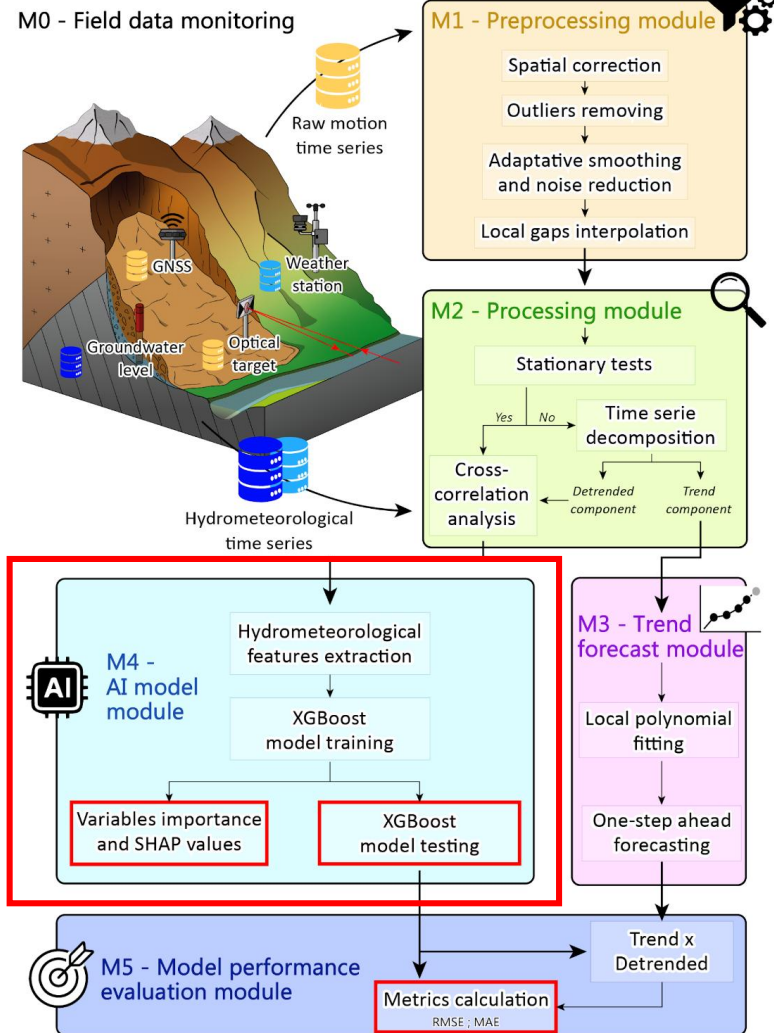 M0 - Field data monitoring
Raw motion
time series
GNSS
Weather
station
Groundwater
level
Optical
target
Hydrometeorological
time series
M1 - Preprocessing module
Spatial correction
Outliers removing
Adaptative smoothing
and noise reduction
Local gaps interpolation
M2 - Processing module
Stationary tests
Yes
No
Time serie
decomposition
Cross-
correlation
analysis
Detrended
component
Trend
component
M4 -
AI model
module
AI
Hydrometeorological
features extraction
XGBoost
model training
Variables importance
and SHAP values
XGBoost
model testing
M3 - Trend
forecast module
Local polynomial
fitting
One-step ahead
forecasting
M5 - Model performance
evaluation module
Trend x
Detrended
Metrics calculation
RMSE ; MAE